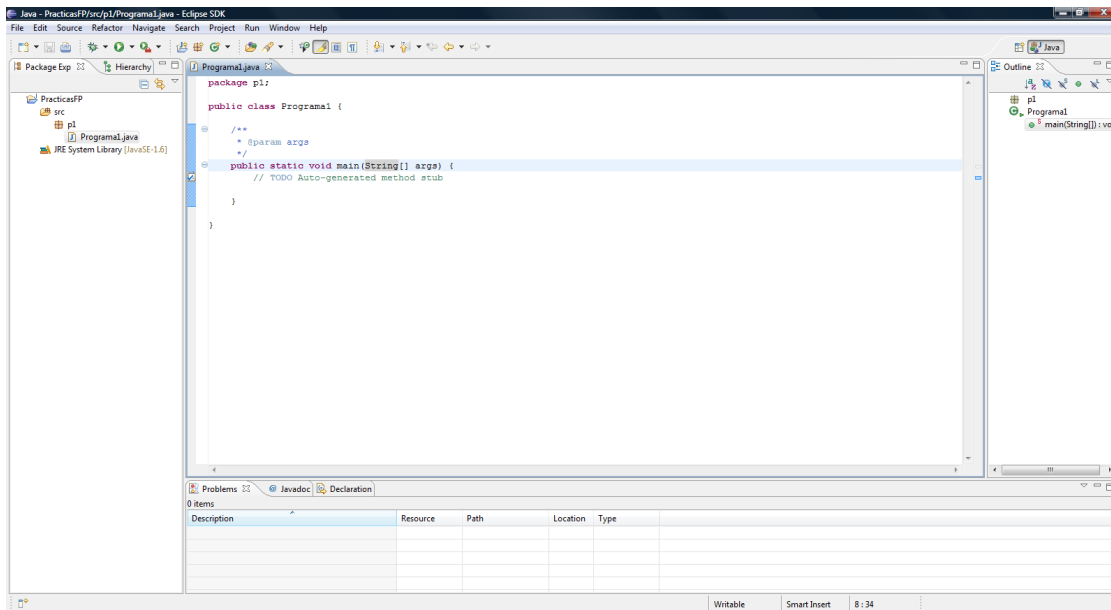 Java - PracticasFP/src/p1/Programa1.java - Eclipse SDK
File Edit Source Refactor Navigate Search Project Run Window Help
Java
Package Exp Hierarchy
PracticasFP
src
p1
Programa1.java
JRE System Library [JavaSE-1.6]
Programa1.java
package p1;
public class Programa1 {
/**
* @param args
*/
public static void main(String[] args) {
// TODO Auto-generated method stub
}
}
Outline
p1
Programa1
main(String[]) : vo
Problems @ Javadoc Declaration
0 items
Description Resource Path Location Type
Writable Smart Insert 8 : 34